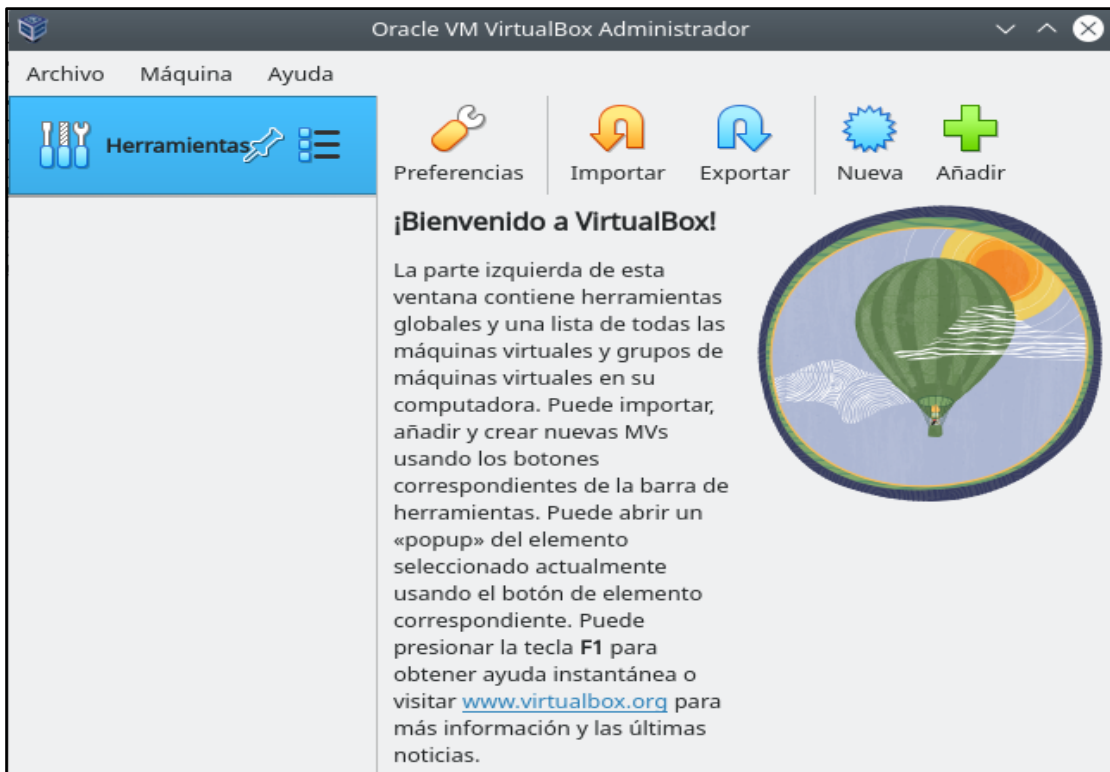 Oracle VM VirtualBox Administrador
Archivo Máquina Ayuda
Herramientas
Preferencias Importar Exportar Nueva Añadir
¡Bienvenido a VirtualBox!
La parte izquierda de esta
ventana contiene herramientas
globales y una lista de todas las
máquinas virtuales y grupos de
máquinas virtuales en su
computadora. Puede importar,
añadir y crear nuevas MVs
usando los botones
correspondientes de la barra de
herramientas. Puede abrir un
«popup» del elemento
seleccionado actualmente
usando el botón de elemento
correspondiente. Puede
presionar la tecla F1 para
obtener ayuda instantánea o
visitar www.virtualbox.org para
más información y las últimas
noticias.